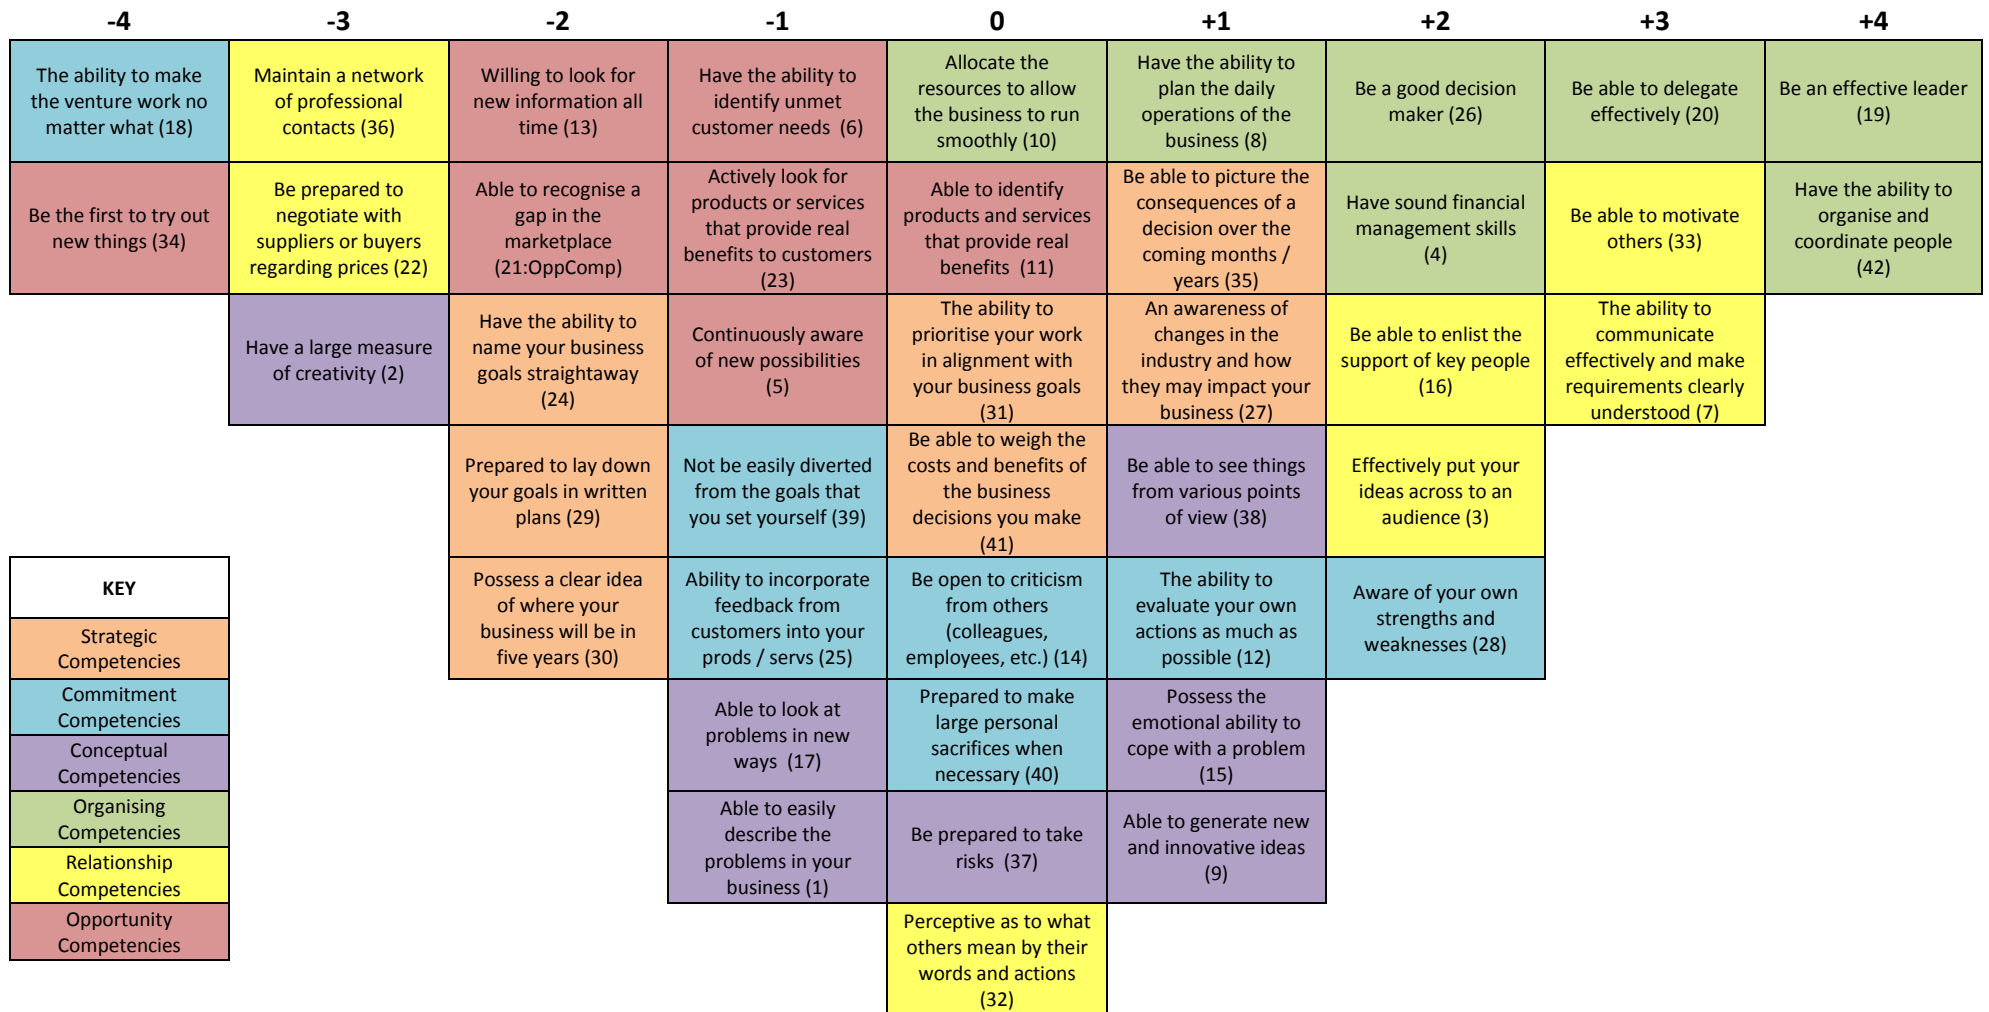 -4 -3 -2 -1 0 +1 +2 +3 +4
The ability to make
the venture work no
matter what (18)
Maintain a network
of professional
contacts (36)
Willing to look for
new information all
time (13)
Have the ability to
identify unmet
customer needs (6)
Allocate the
resources to allow
the business to run
smoothly (10)
Have the ability to
plan the daily
operations of the
business (8)
Be a good decision
maker (26)
Be able to delegate
effectively (20)
Be an effective leader
(19)
Be the first to try out
new things (34)
Be prepared to
negotiate with
suppliers or buyers
regarding prices (22)
Able to recognise a
gap in the
marketplace
(21:OppComp)
Actively look for
products or services
that provide real
benefits to customers
(23)
Able to identify
products and services
that provide real
benefits (11)
Be able to picture the
consequences of a
decision over the
coming months /
years (35)
Have sound financial
management skills
(4)
Be able to motivate
others (33)
Have the ability to
organise and
coordinate people
(42)
Have a large measure
of creativity (2)
Have the ability to
name your business
goals straightaway
(24)
Continuously aware
of new possibilities
(5)
The ability to
prioritise your work
in alignment with
your business goals
(31)
An awareness of
changes in the
industry and how
they may impact your
business (27)
Be able to enlist the
support of key people
(16)
The ability to
communicate
effectively and make
requirements clearly
understood (7)
Prepared to lay down
your goals in written
plans (29)
Not be easily diverted
from the goals that
you set yourself (39)
Be able to weigh the
costs and benefits of
the business
decisions you make
(41)
Be able to see things
from various points
of view (38)
Effectively put your
ideas across to an
audience (3)
Possess a clear idea
of where your
business will be in
five years (30)
Ability to incorporate
feedback from
customers into your
prods / servs (25)
Be open to criticism
from others
(colleagues,
employees, etc.) (14)
The ability to
evaluate your own
actions as much as
possible (12)
Aware of your own
strengths and
weaknesses (28)
Able to look at
problems in new
ways (17)
Prepared to make
large personal
sacrifices when
necessary (40)
Possess the
emotional ability to
cope with a problem
(15)
Able to easily
describe the
problems in your
business (1)
Be prepared to take
risks (37)
Able to generate new
and innovative ideas
(9)
Perceptive as to what
others mean by their
words and actions
(32)
KEY
Strategic
Competencies
Commitment
Competencies
Conceptual
Competencies
Organising
Competencies
Relationship
Competencies
Opportunity
Competencies